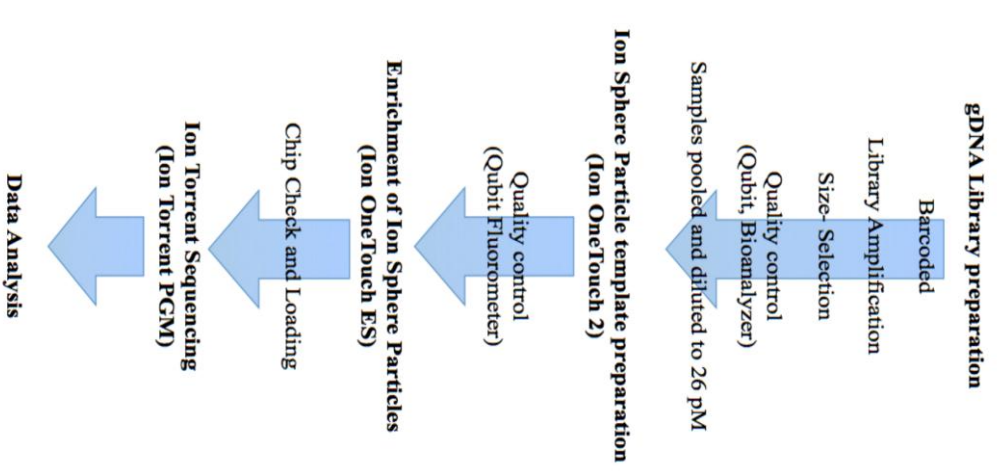 gDNA Library preparation
Barcoded
Library Amplification
Size- Selection
Quality control
(Qubit, Bioanalyzer)
Samples pooled and diluted to 26 pM
Ion Sphere Particle template preparation
(Ion OneTouch 2)
Quality control
(Qubit Fluorometer)
Enrichment of Ion Sphere Particles
(Ion OneTouch ES)
Chip Check and Loading
Ion Torrent Sequencing
(Ion Torrent PGM)
Data Analysis